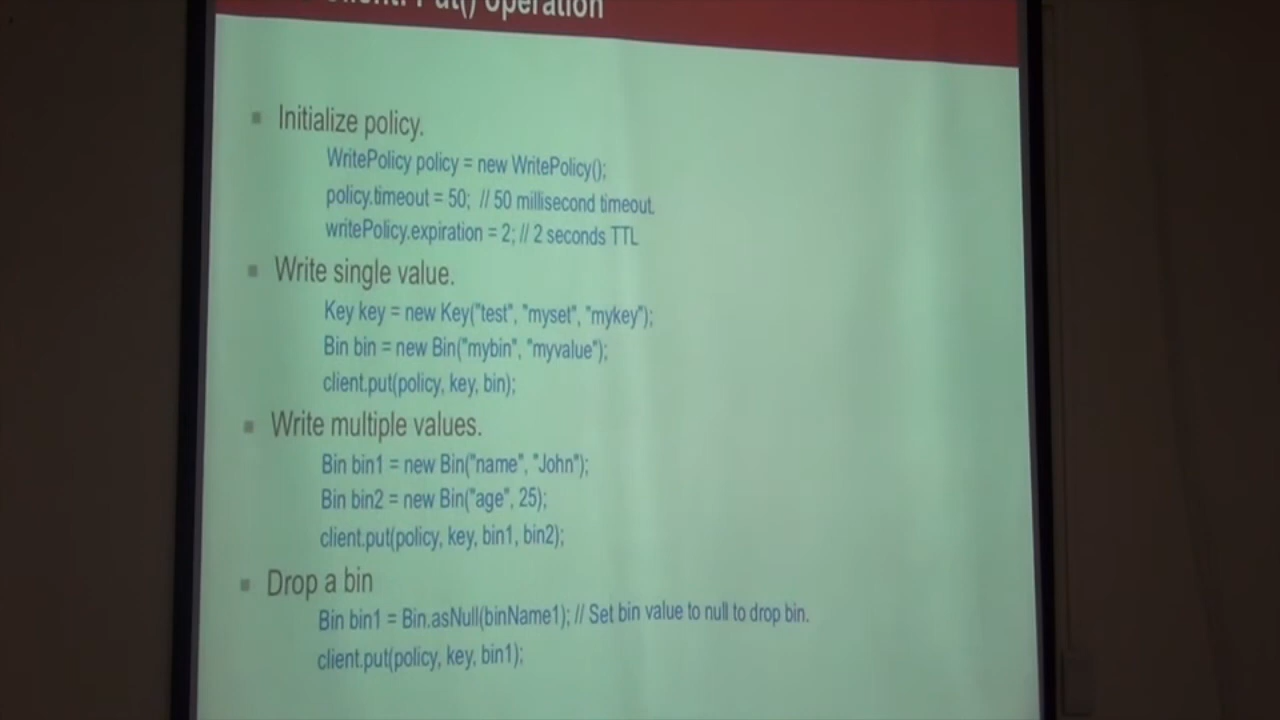 Put() operation
Initialize policy.
WritePolicy policy = new WritePolicy();
policy.timeout = 50; // 50 millisecond timeout.
writePolicy.expiration = 2; // 2 seconds TTL
Write single value.
Key key = new Key("test", "myset", "mykey");
Bin bin = new Bin("mybin", "myvalue");
client.put(policy, key, bin);
Write multiple values.
Bin bin1 = new Bin("name", "John");
Bin bin2 = new Bin("age", 25);
client.put(policy, key, bin1, bin2);
Drop a bin
Bin bin1 = Bin.asNull(binName1); // Set bin value to null to drop bin.
client.put(policy, key, bin1);